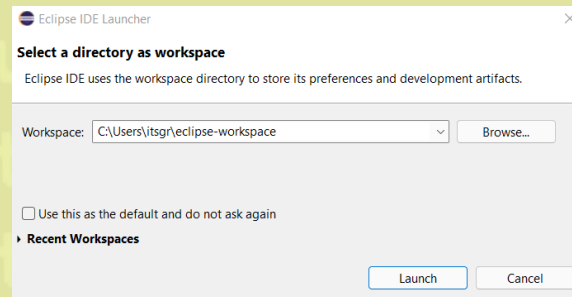 Eclipse IDE Launcher
Select a directory as workspace
Eclipse IDE uses the workspace directory to store its preferences and development artifacts.
Workspace: C:\Users\itsgr\eclipse-workspace Browse...
Use this as the default and do not ask again
Recent Workspaces
Launch Cancel